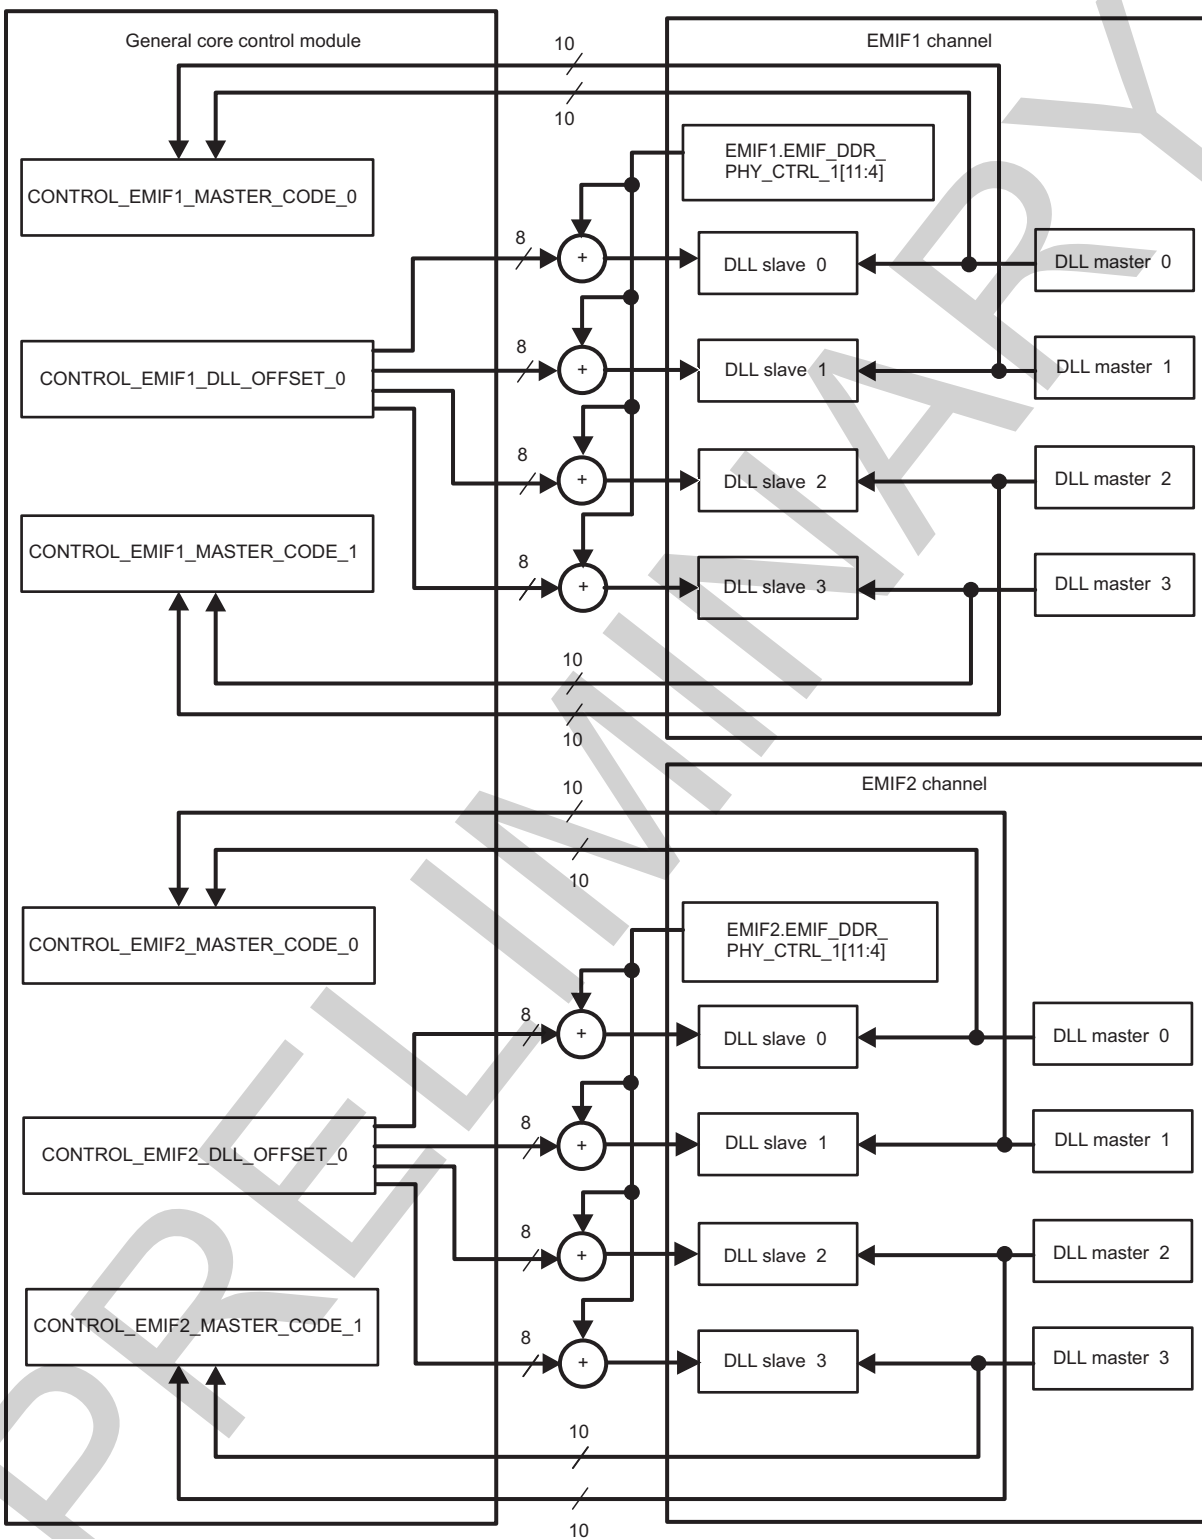 General core control module
EMIF1 channel
10
10
EMIF1.EMIF_DDR_
PHY_CTRL_1[11:4]
CONTROL_EMIF1_MASTER_CODE_0
8
+
DLL slave 0
DLL master 0
8
CONTROL_EMIF1_DLL_OFFSET_0
+
DLL slave 1
DLL master 1
8
+
DLL slave 2
DLL master 2
CONTROL_EMIF1_MASTER_CODE_1
8
+
DLL slave 3
DLL master 3
10
10
EMIF2 channel
10
10
CONTROL_EMIF2_MASTER_CODE_0
EMIF2.EMIF_DDR_
PHY_CTRL_1[11:4]
8
+
DLL slave 0
DLL master 0
8
CONTROL_EMIF2_DLL_OFFSET_0
+
DLL slave 1
DLL master 1
8
+
DLL slave 2
DLL master 2
CONTROL_EMIF2_MASTER_CODE_1
8
+
DLL slave 3
DLL master 3
10
10
PRELIMINARY